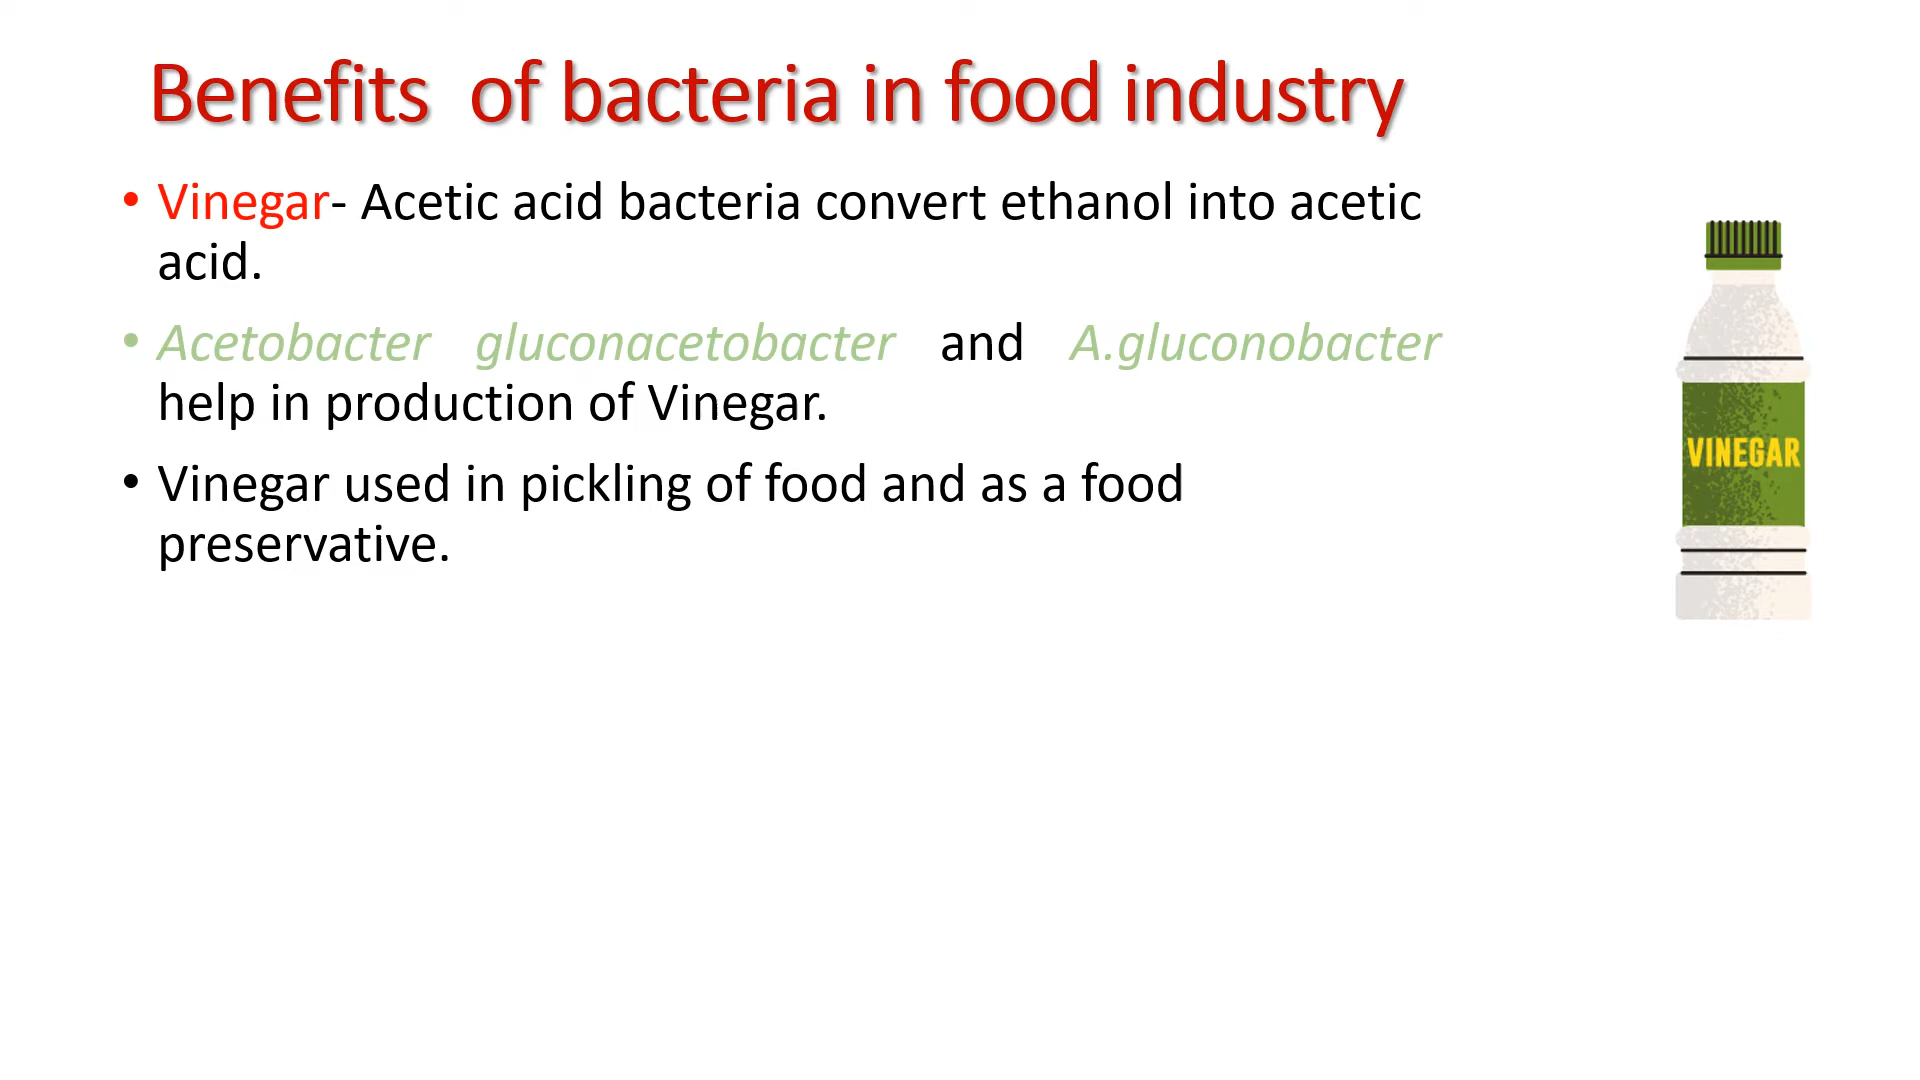 Benefits of bacteria in food industry
• Vinegar- Acetic acid bacteria convert ethanol into acetic
acid.
• Acetobacter gluconacetobacter and A.gluconobacter
help in production of Vinegar.
• Vinegar used in pickling of food and as a food
preservative.
VINEGAR